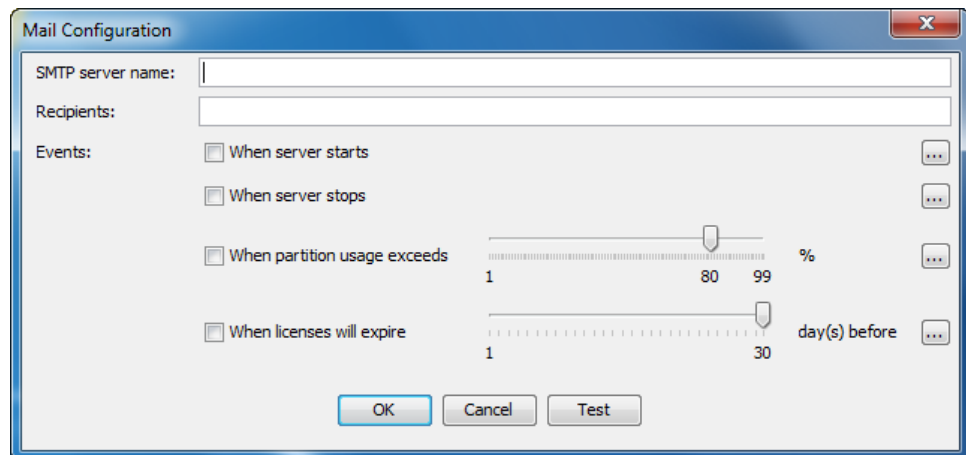 Mail Configuration
SMTP server name:
Recipients:
Events: When server starts ...
When server stops ...
When partition usage exceeds % ...
1 80 99
When licenses will expire day(s) before ...
1 30
OK Cancel Test